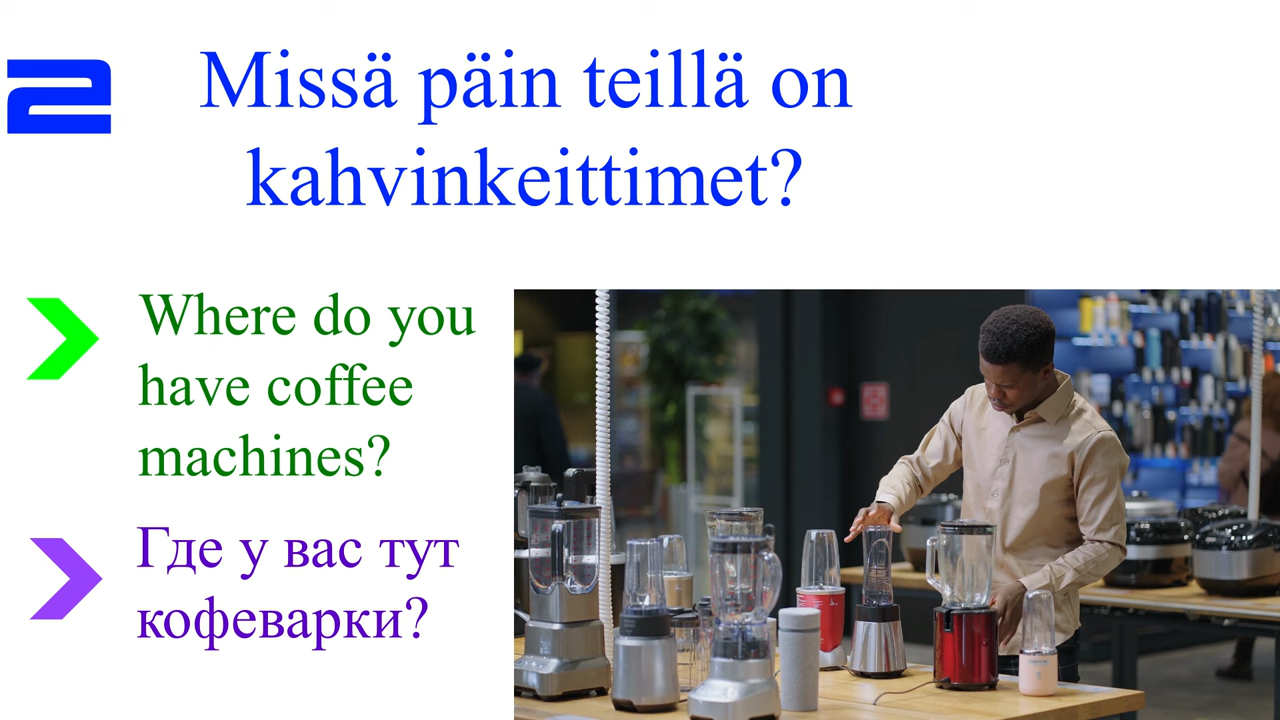 2
Missä päin teillä on
kahvinkeittimet?
Where do you
have coffee
machines?
Где у вас тут
кофеварки?